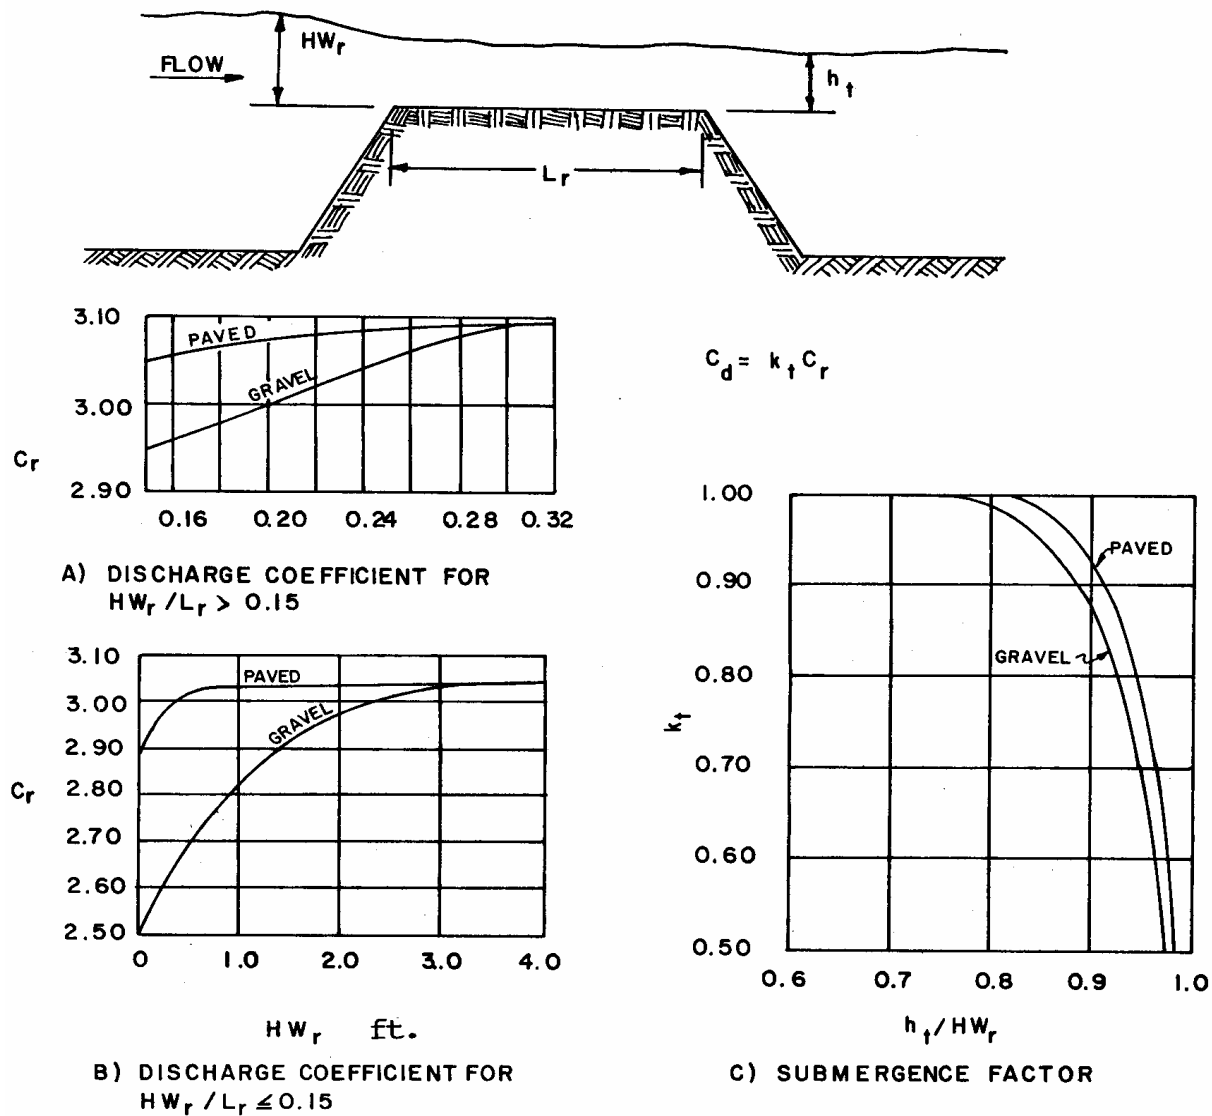 HWr
FLOW
ht
Lr
3.10
3.00
Cr
2.90
PAVED
GRAVEL
0.16 0.20 0.24 0.28 0.32
A) DISCHARGE COEFFICIENT FOR
HWr/Lr > 0.15
Cd = kt Cr
3.10
3.00
2.90
Cr
2.80
2.70
2.60
2.50
PAVED
GRAVEL
0 1.0 2.0 3.0 4.0
HWr ft.
B) DISCHARGE COEFFICIENT FOR
HWr/Lr ≤ 0.15
1.00
0.90
0.80
kt
0.70
0.60
0.50
PAVED
GRAVEL
0.6 0.7 0.8 0.9 1.0
ht/HWr
C) SUBMERGENCE FACTOR